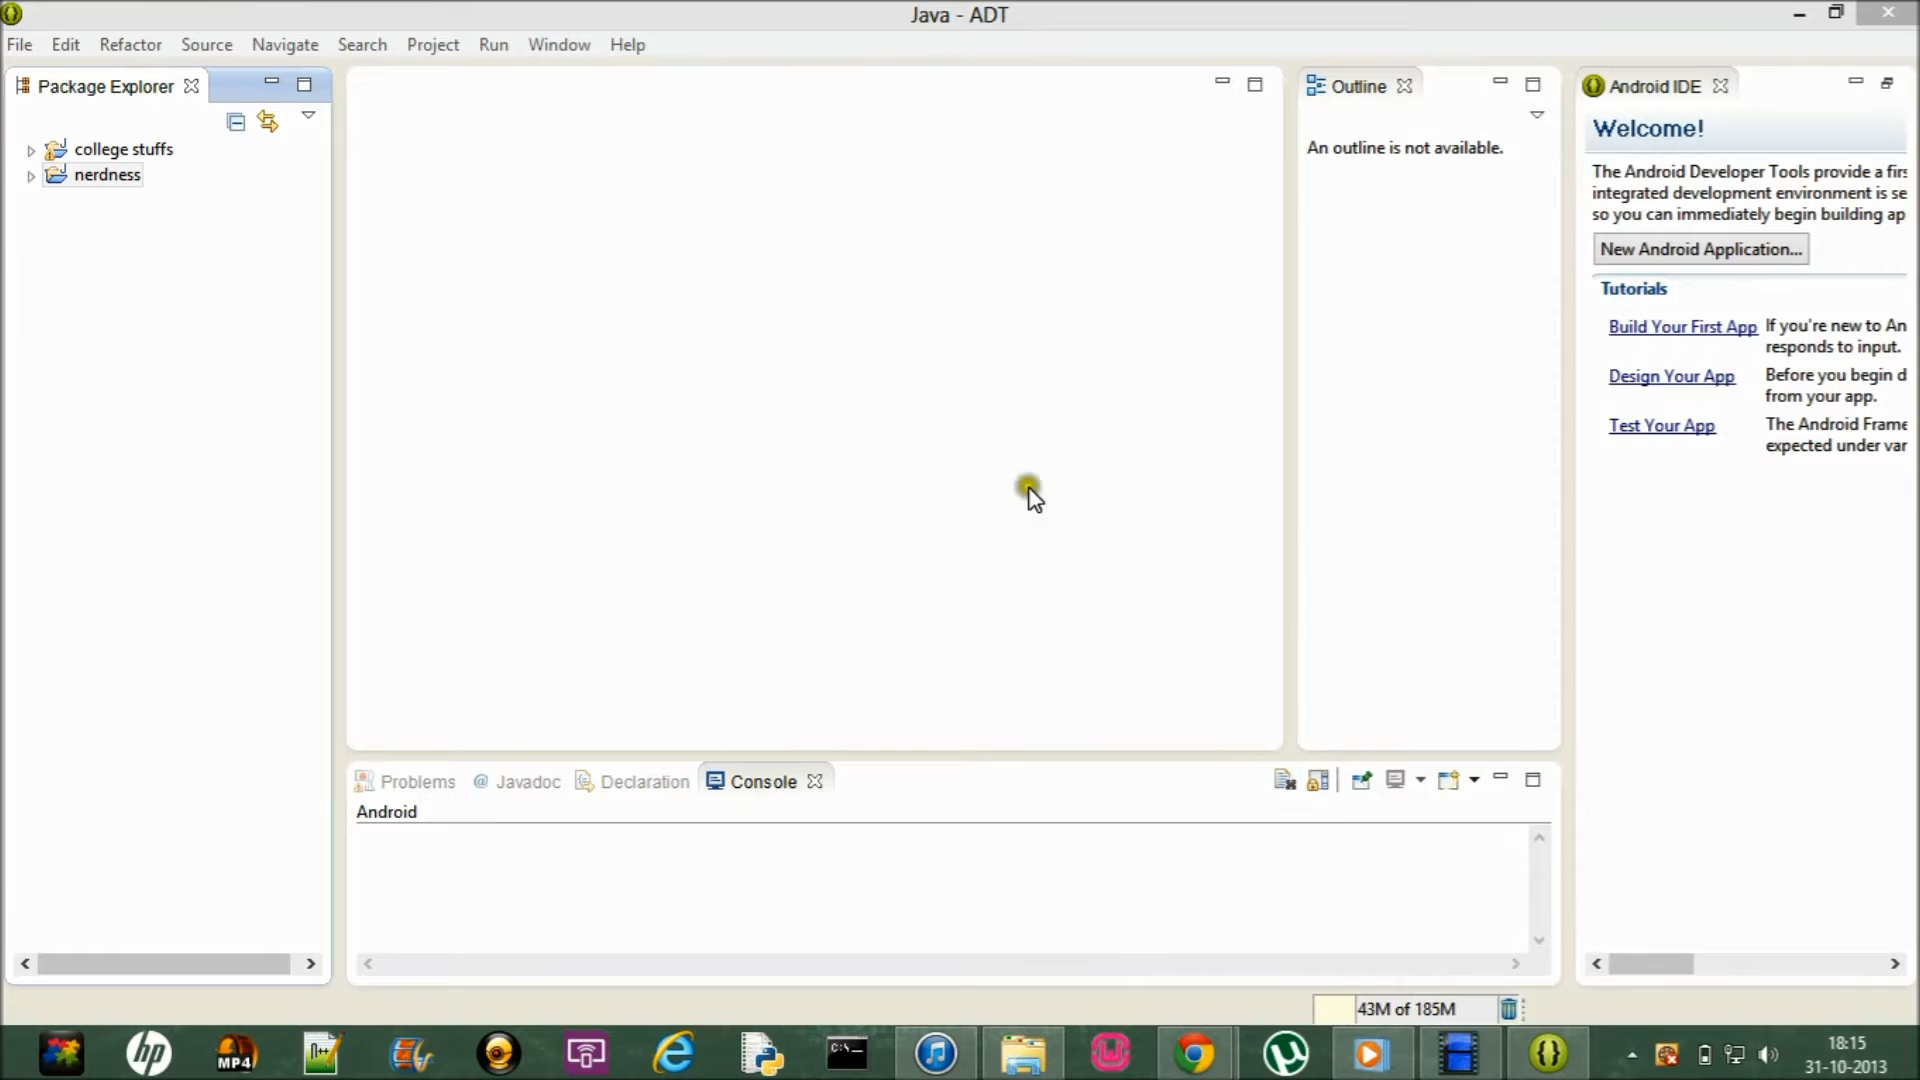 Java - ADT
File Edit Refactor Source Navigate Search Project Run Window Help
Package Explorer
college stuffs
nerdness
Outline
An outline is not available.
Android IDE
Welcome!
The Android Developer Tools provide a firs
integrated development environment is se
so you can immediately begin building ap
New Android Application...
Tutorials
Build Your First App
If you're new to An
responds to input.
Design Your App
Before you begin d
from your app.
Test Your App
The Android Frame
expected under var
Problems @ Javadoc Declaration Console
Android
43M of 185M
hp
MP4
n++
C:\_
18:15
31-10-2013